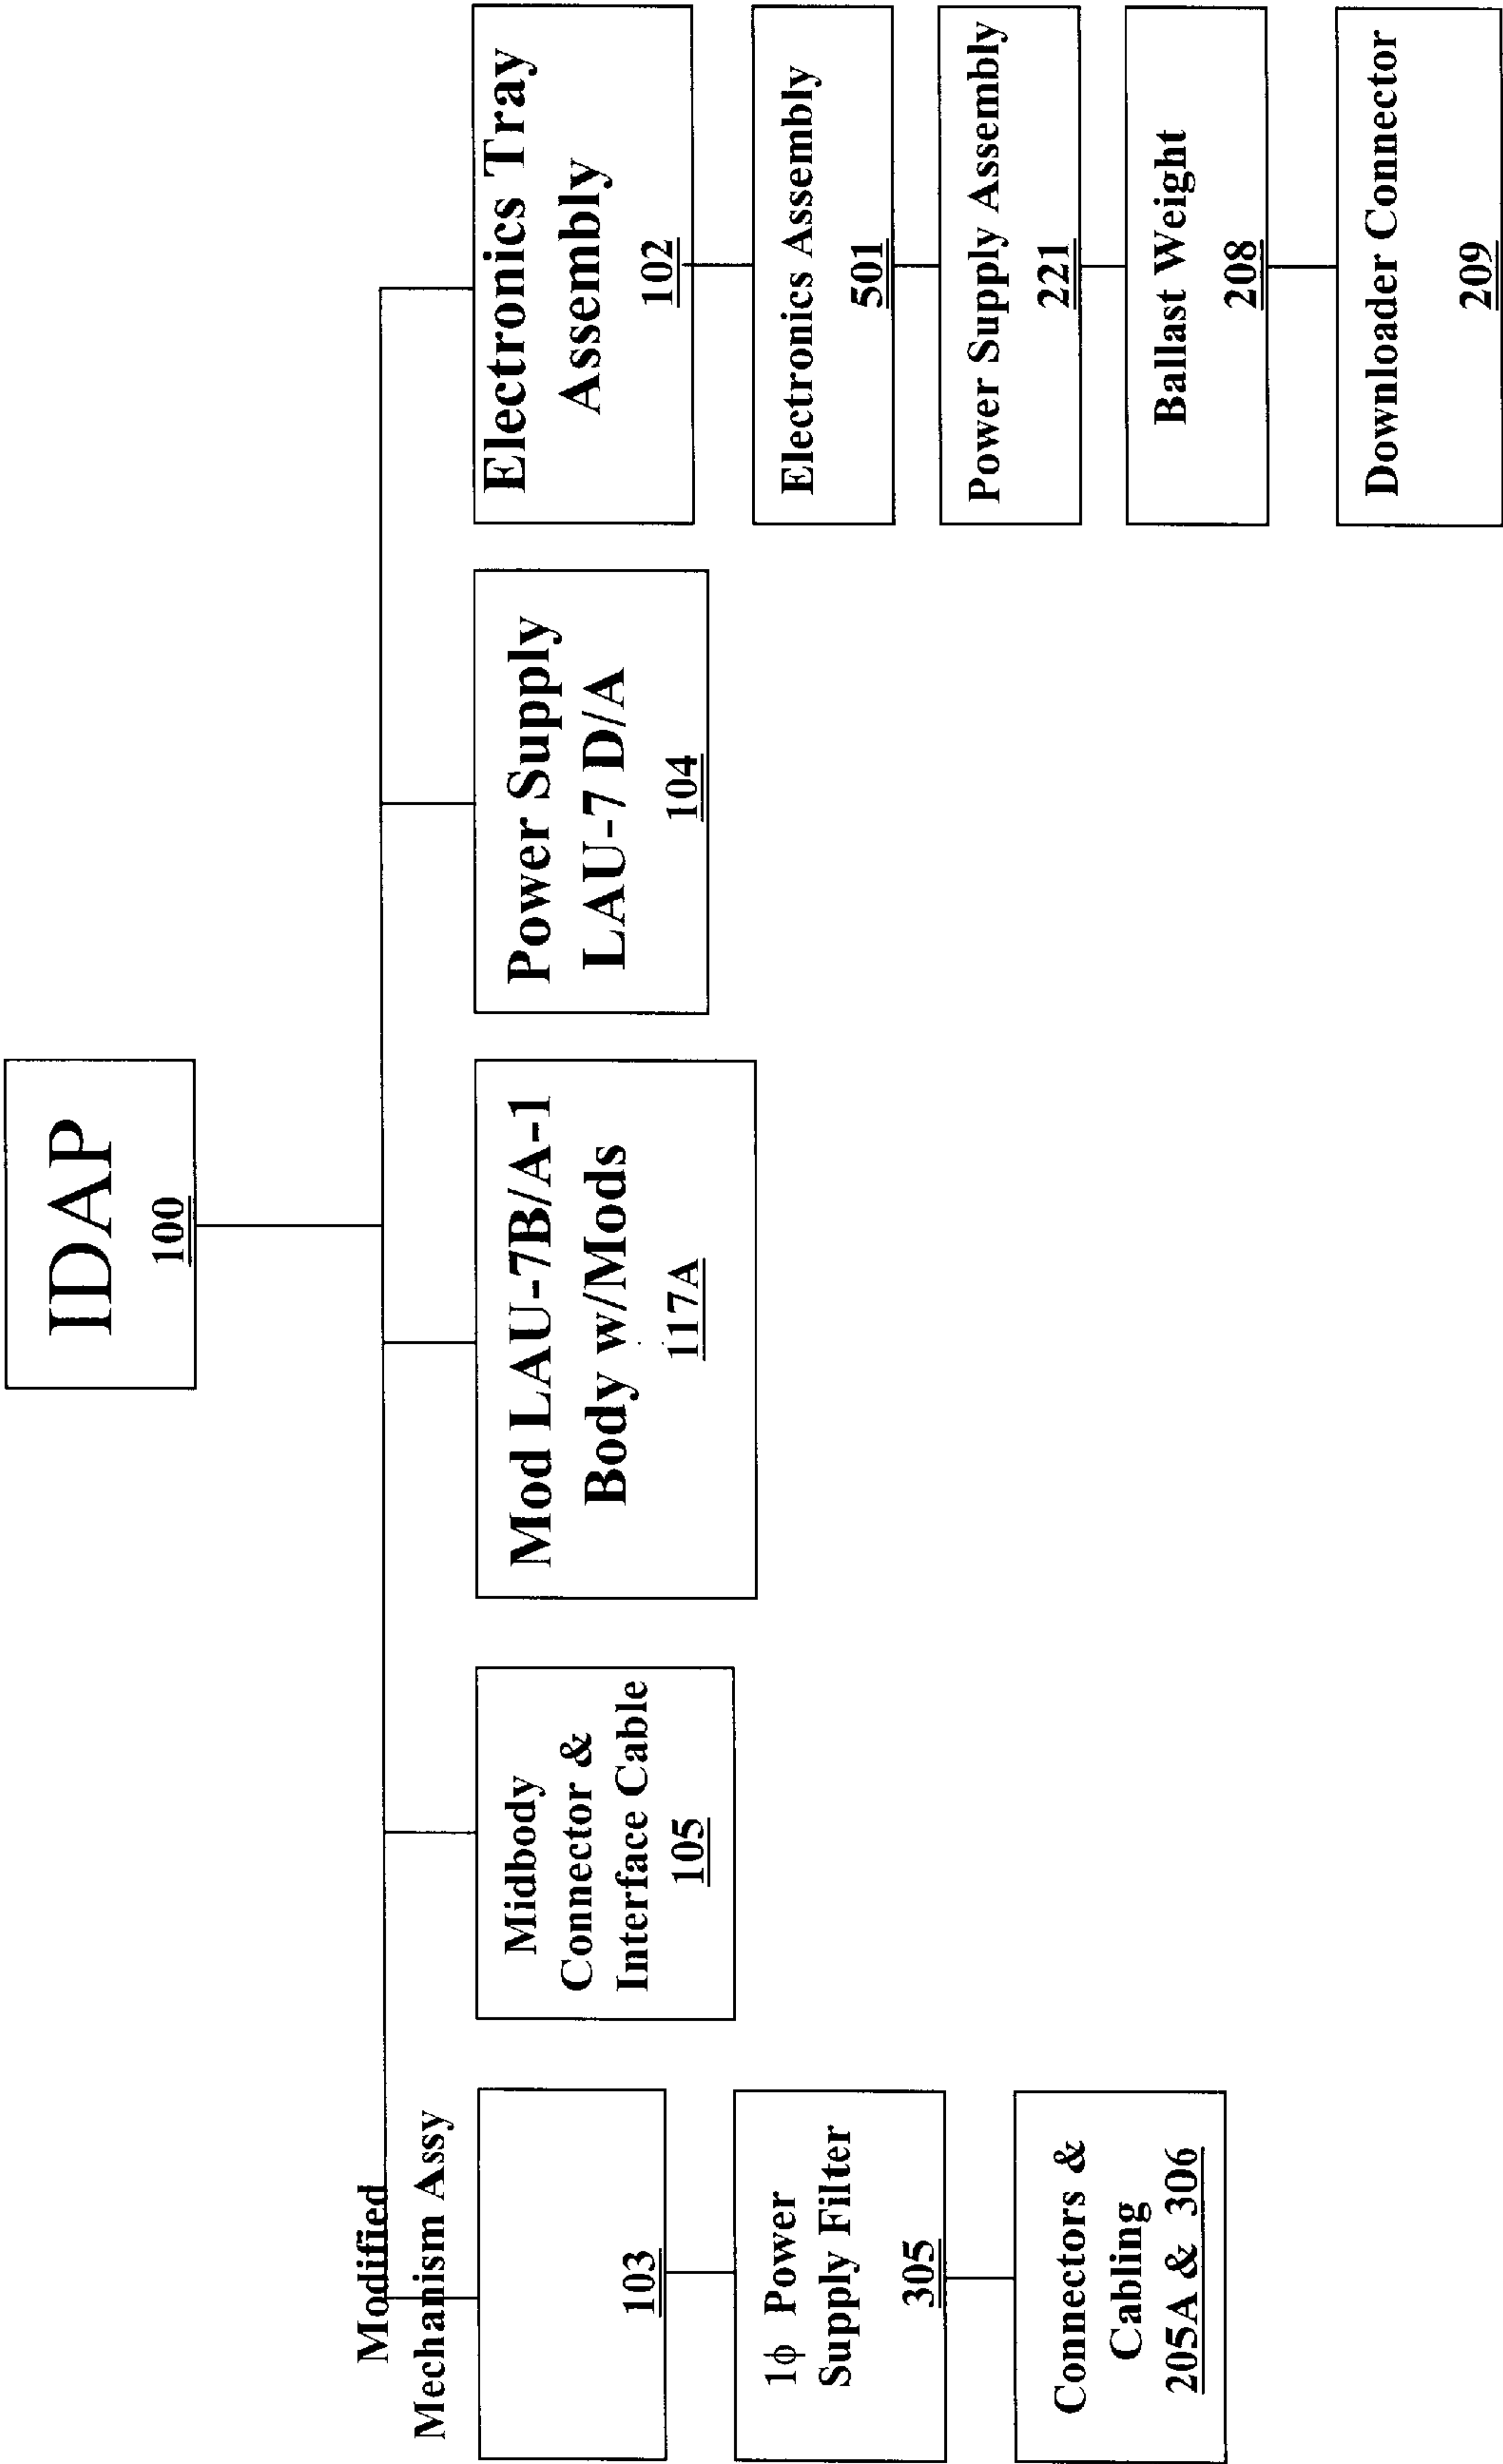 IDAP
100
Modified
Mechanism Assy
103
1ϕ Power
Supply Filter
305
Connectors &
Cabling
205A & 306
Midbody
Connector &
Interface Cable
105
Mod LAU-7B/A-1
Body w/Mods
117A
Power Supply
LAU-7 D/A
104
Electronics Tray
Assembly
102
Electronics Assembly
501
Power Supply Assembly
221
Ballast Weight
208
Downloader Connector
209